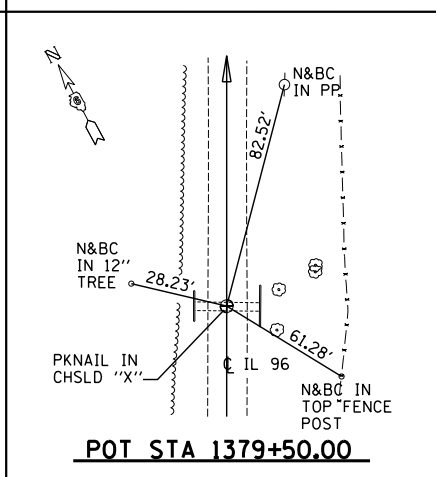 N
N&BC
IN PP
82.52'
N&BC
IN 12"
TREE
28.23'
61.28'
PKNAIL IN
CHSLD "X"
℄ IL 96
N&BC IN
TOP FENCE
POST
POT STA 1379+50.00